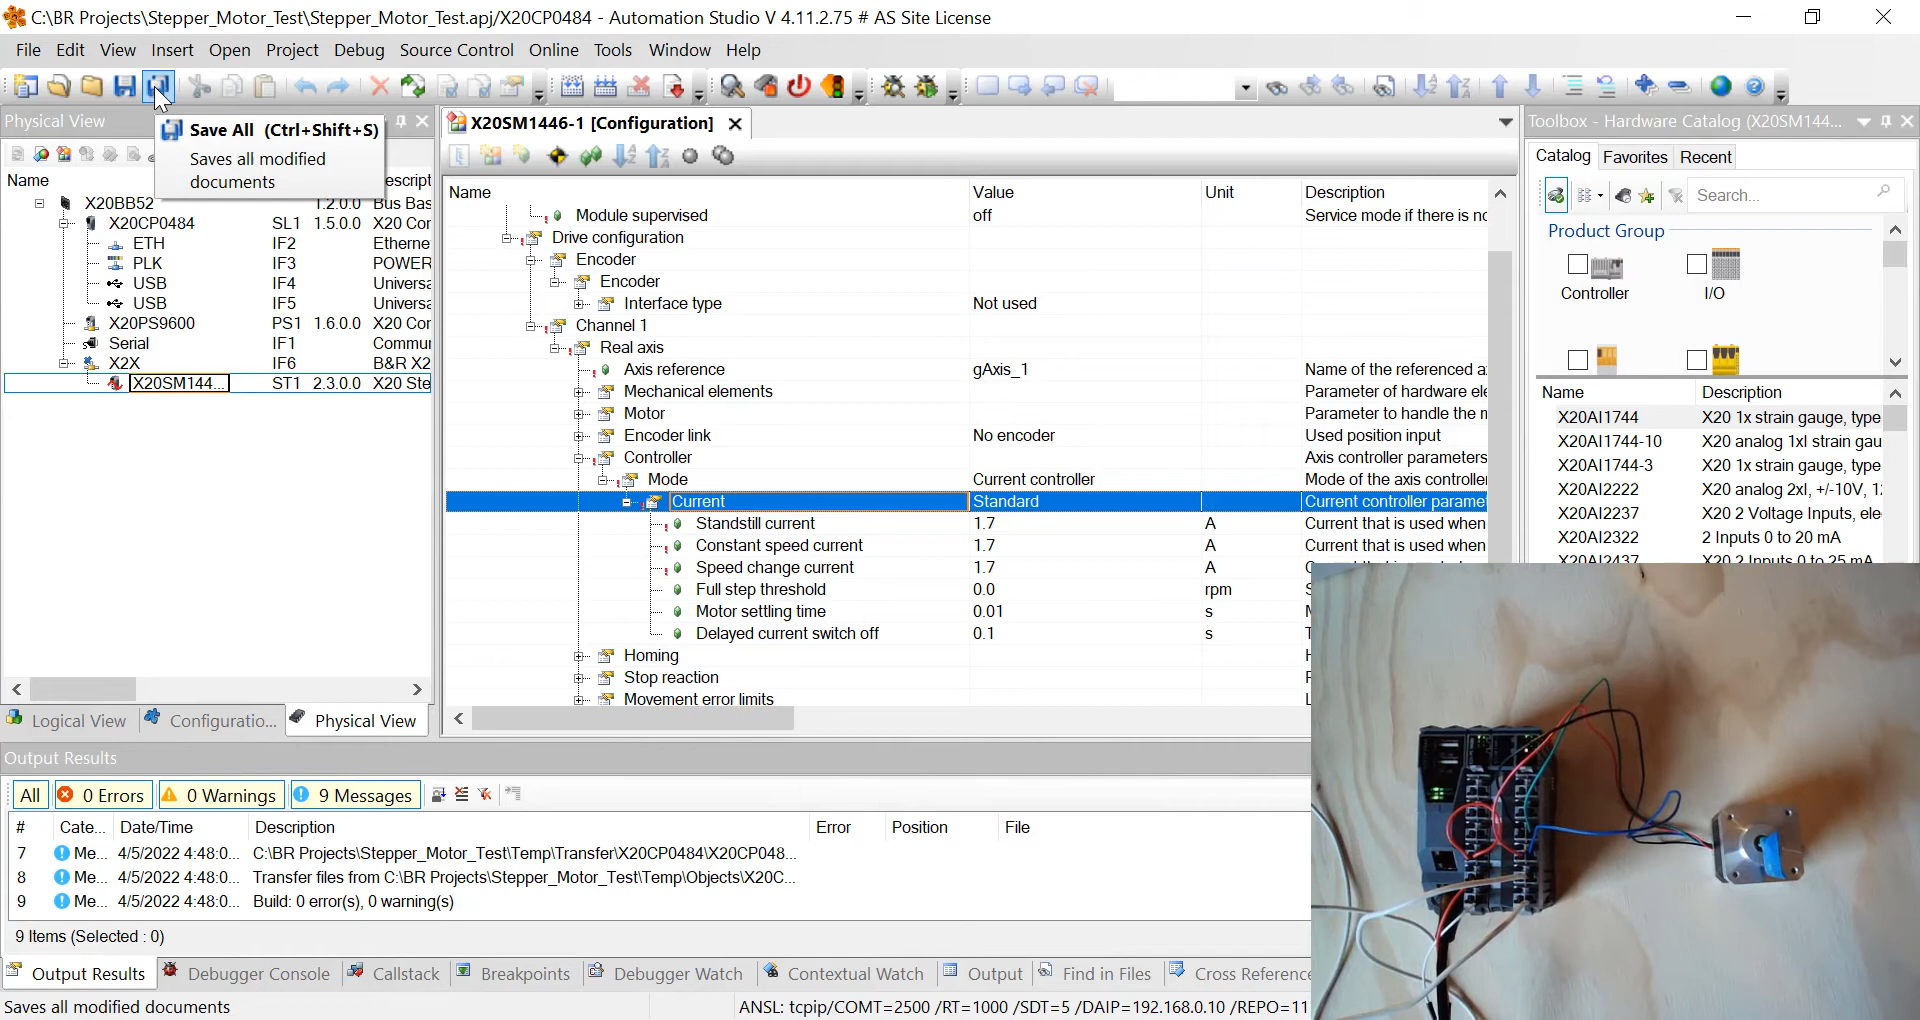 C:\BR Projects\Stepper_Motor_Test\Stepper_Motor_Test.apj/X20CP0484 - Automation Studio V 4.11.2.75 # AS Site License
File Edit View Insert Open Project Debug Source Control Online Tools Window Help
Physical View
Save All (Ctrl+Shift+S)
Saves all modified
documents
Name
X20BB52 1.2.0.0 Bus Bas
X20CP0484 SL1 1.5.0.0 X20 Cor
ETH IF2 Etherne
PLK IF3 POWER
USB IF4 Universa
USB IF5 Universa
X20PS9600 PS1 1.6.0.0 X20 Cor
Serial IF1 Commu
X2X IF6 B&R X2
X20SM144... ST1 2.3.0.0 X20 Ste
Logical View Configuratio... Physical View
X20SM1446-1 [Configuration]
Name Value Unit Description
Module supervised off Service mode if there is nc
Drive configuration
Encoder
Encoder
Interface type Not used
Channel 1
Real axis
Axis reference gAxis_1 Name of the referenced a
Mechanical elements Parameter of hardware ele
Motor Parameter to handle the n
Encoder link No encoder Used position input
Controller Axis controller parameters
Mode Current controller Mode of the axis controlle
Current Standard Current controller parame
Standstill current 1.7 A Current that is used when
Constant speed current 1.7 A Current that is used when
Speed change current 1.7 A
Full step threshold 0.0 rpm
Motor settling time 0.01 s
Delayed current switch off 0.1 s
Homing
Stop reaction
Movement error limits
Toolbox - Hardware Catalog (X20SM144...
Catalog Favorites Recent
Search...
Product Group
Controller I/O
Name Description
X20AI1744 X20 1x strain gauge, type
X20AI1744-10 X20 analog 1xI strain gau
X20AI1744-3 X20 1x strain gauge, type
X20AI2222 X20 analog 2xI, +/-10V, 1
X20AI2237 X20 2 Voltage Inputs, ele
X20AI2322 2 Inputs 0 to 20 mA
X20AI2437 X20 2 Inputs 0 to 25 mA
Output Results
All 0 Errors 0 Warnings 9 Messages
# Cate... Date/Time Description Error Position File
7 Me... 4/5/2022 4:48:0... C:\BR Projects\Stepper_Motor_Test\Temp\Transfer\X20CP0484\X20CP048...
8 Me... 4/5/2022 4:48:0... Transfer files from C:\BR Projects\Stepper_Motor_Test\Temp\Objects\X20C...
9 Me... 4/5/2022 4:48:0... Build: 0 error(s), 0 warning(s)
9 Items (Selected : 0)
Output Results Debugger Console Callstack Breakpoints Debugger Watch Contextual Watch Output Find in Files Cross Reference
Saves all modified documents ANSL: tcpip/COMT=2500 /RT=1000 /SDT=5 /DAIP=192.168.0.10 /REPO=11